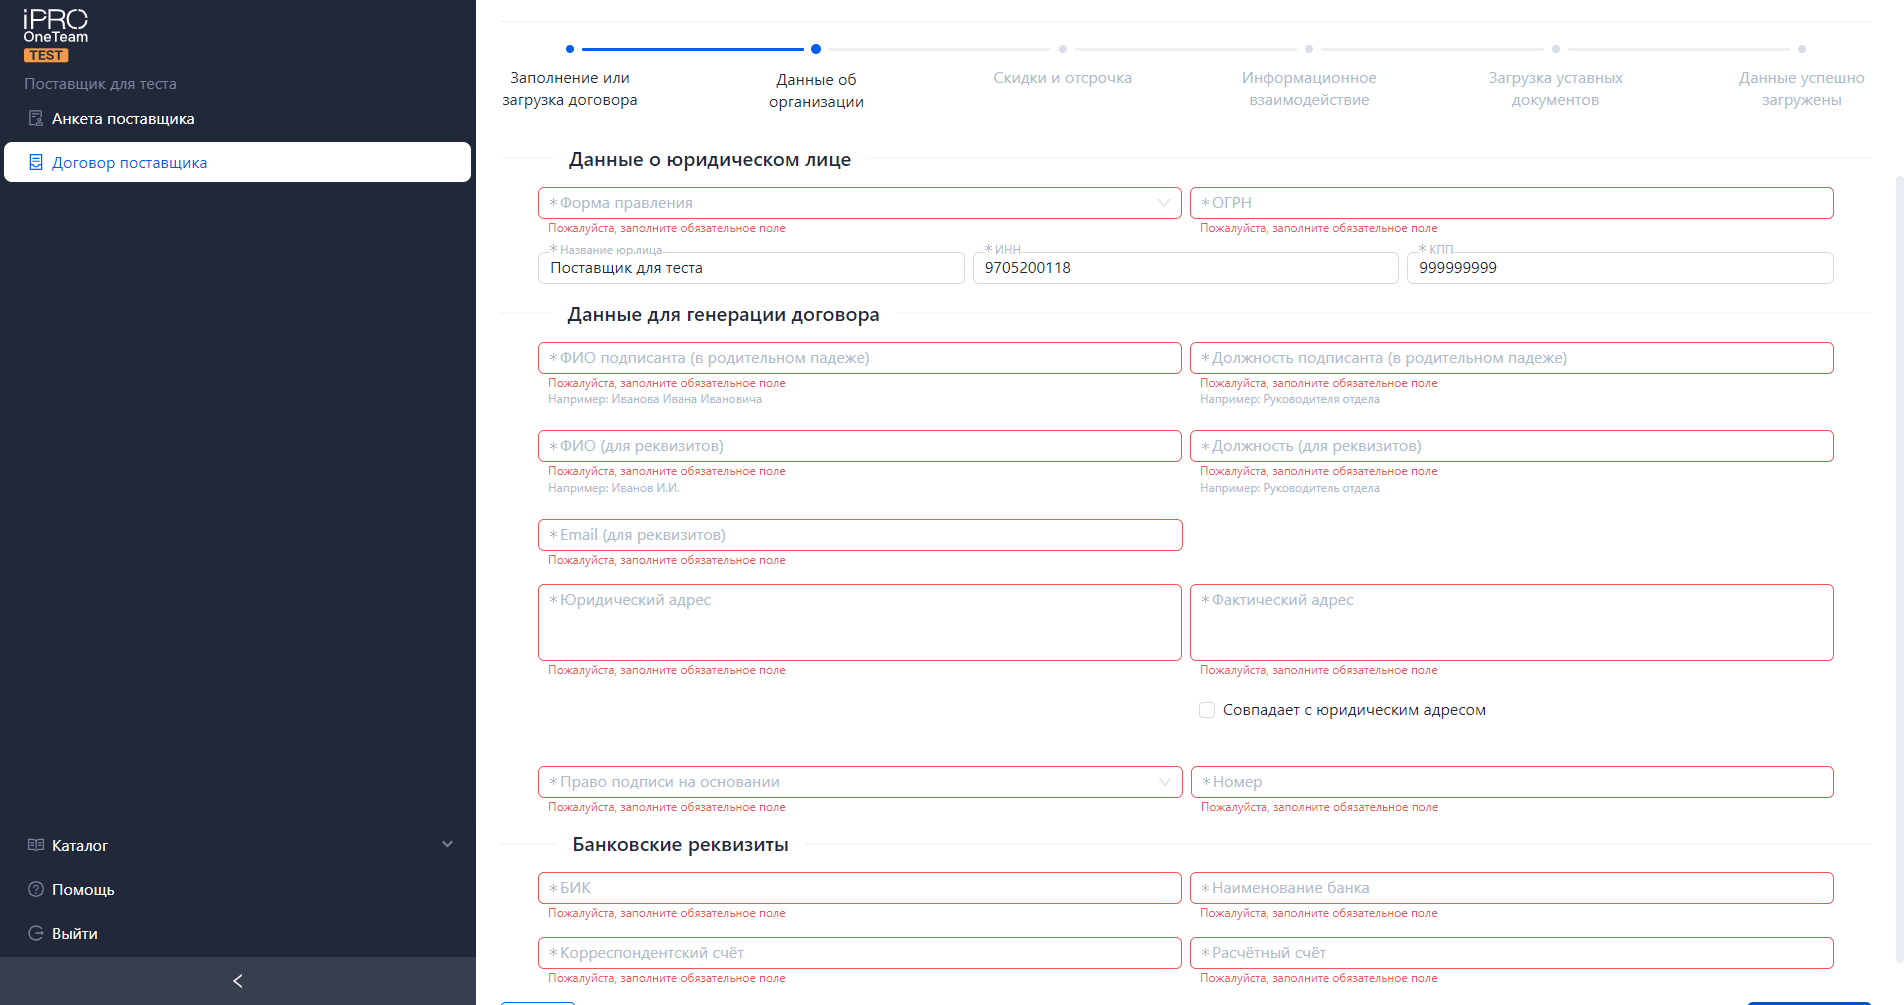 iPRO
OneTeam
TEST
Поставщик для теста
Анкета поставщика
Договор поставщика
Каталог
Помощь
Выйти
Заполнение или
загрузка договора
Данные об
организации
Скидки и отсрочка
Информационное
взаимодействие
Загрузка уставных
документов
Данные успешно
загружены
Данные о юридическом лице
* Форма правления
* ОГРН
Пожалуйста, заполните обязательное поле
Пожалуйста, заполните обязательное поле
* Название юр.лица
* ИНН
* КПП
Поставщик для теста
9705200118
999999999
Данные для генерации договора
* ФИО подписанта (в родительном падеже)
* Должность подписанта (в родительном падеже)
Пожалуйста, заполните обязательное поле
Пожалуйста, заполните обязательное поле
Например: Иванова Ивана Ивановича
Например: Руководителя отдела
* ФИО (для реквизитов)
* Должность (для реквизитов)
Пожалуйста, заполните обязательное поле
Пожалуйста, заполните обязательное поле
Например: Иванов И.И.
Например: Руководитель отдела
* Email (для реквизитов)
Пожалуйста, заполните обязательное поле
* Юридический адрес
* Фактический адрес
Пожалуйста, заполните обязательное поле
Пожалуйста, заполните обязательное поле
Совпадает с юридическим адресом
* Право подписи на основании
* Номер
Пожалуйста, заполните обязательное поле
Пожалуйста, заполните обязательное поле
Банковские реквизиты
* БИК
* Наименование банка
Пожалуйста, заполните обязательное поле
Пожалуйста, заполните обязательное поле
* Корреспондентский счёт
* Расчётный счёт
Пожалуйста, заполните обязательное поле
Пожалуйста, заполните обязательное поле